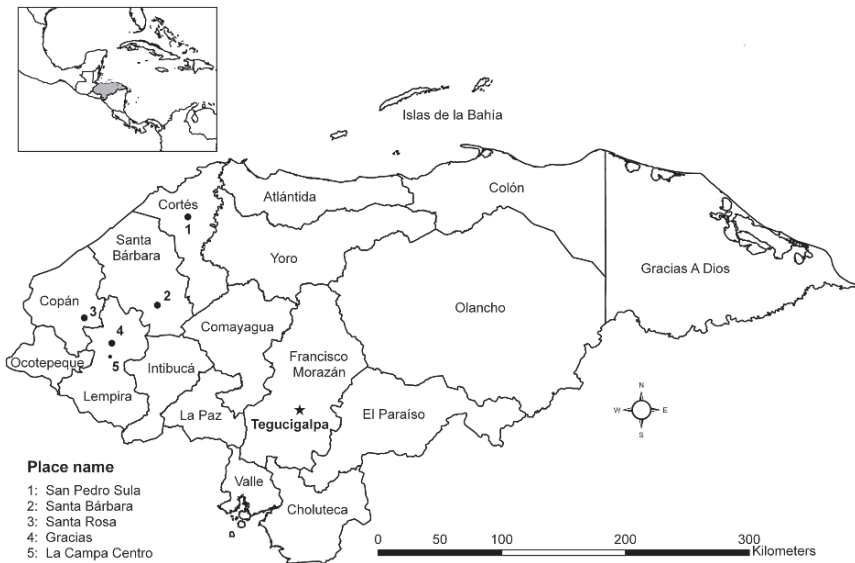 Islas de la Bahía
Cortés
1
Atlántida
Colón
Santa
Bárbara
Yoro
Gracias A Dios
Copán
3
2
Olancho
4
Comayagua
Ocotepeque
5
Intibucá
Francisco
Morazán
Lempira
La Paz
Tegucigalpa
El Paraíso
N
W
E
S
Valle
Choluteca
Place name
1: San Pedro Sula
2: Santa Bárbara
3: Santa Rosa
4: Gracias
5: La Campa Centro
0 50 100 200 300
Kilometers